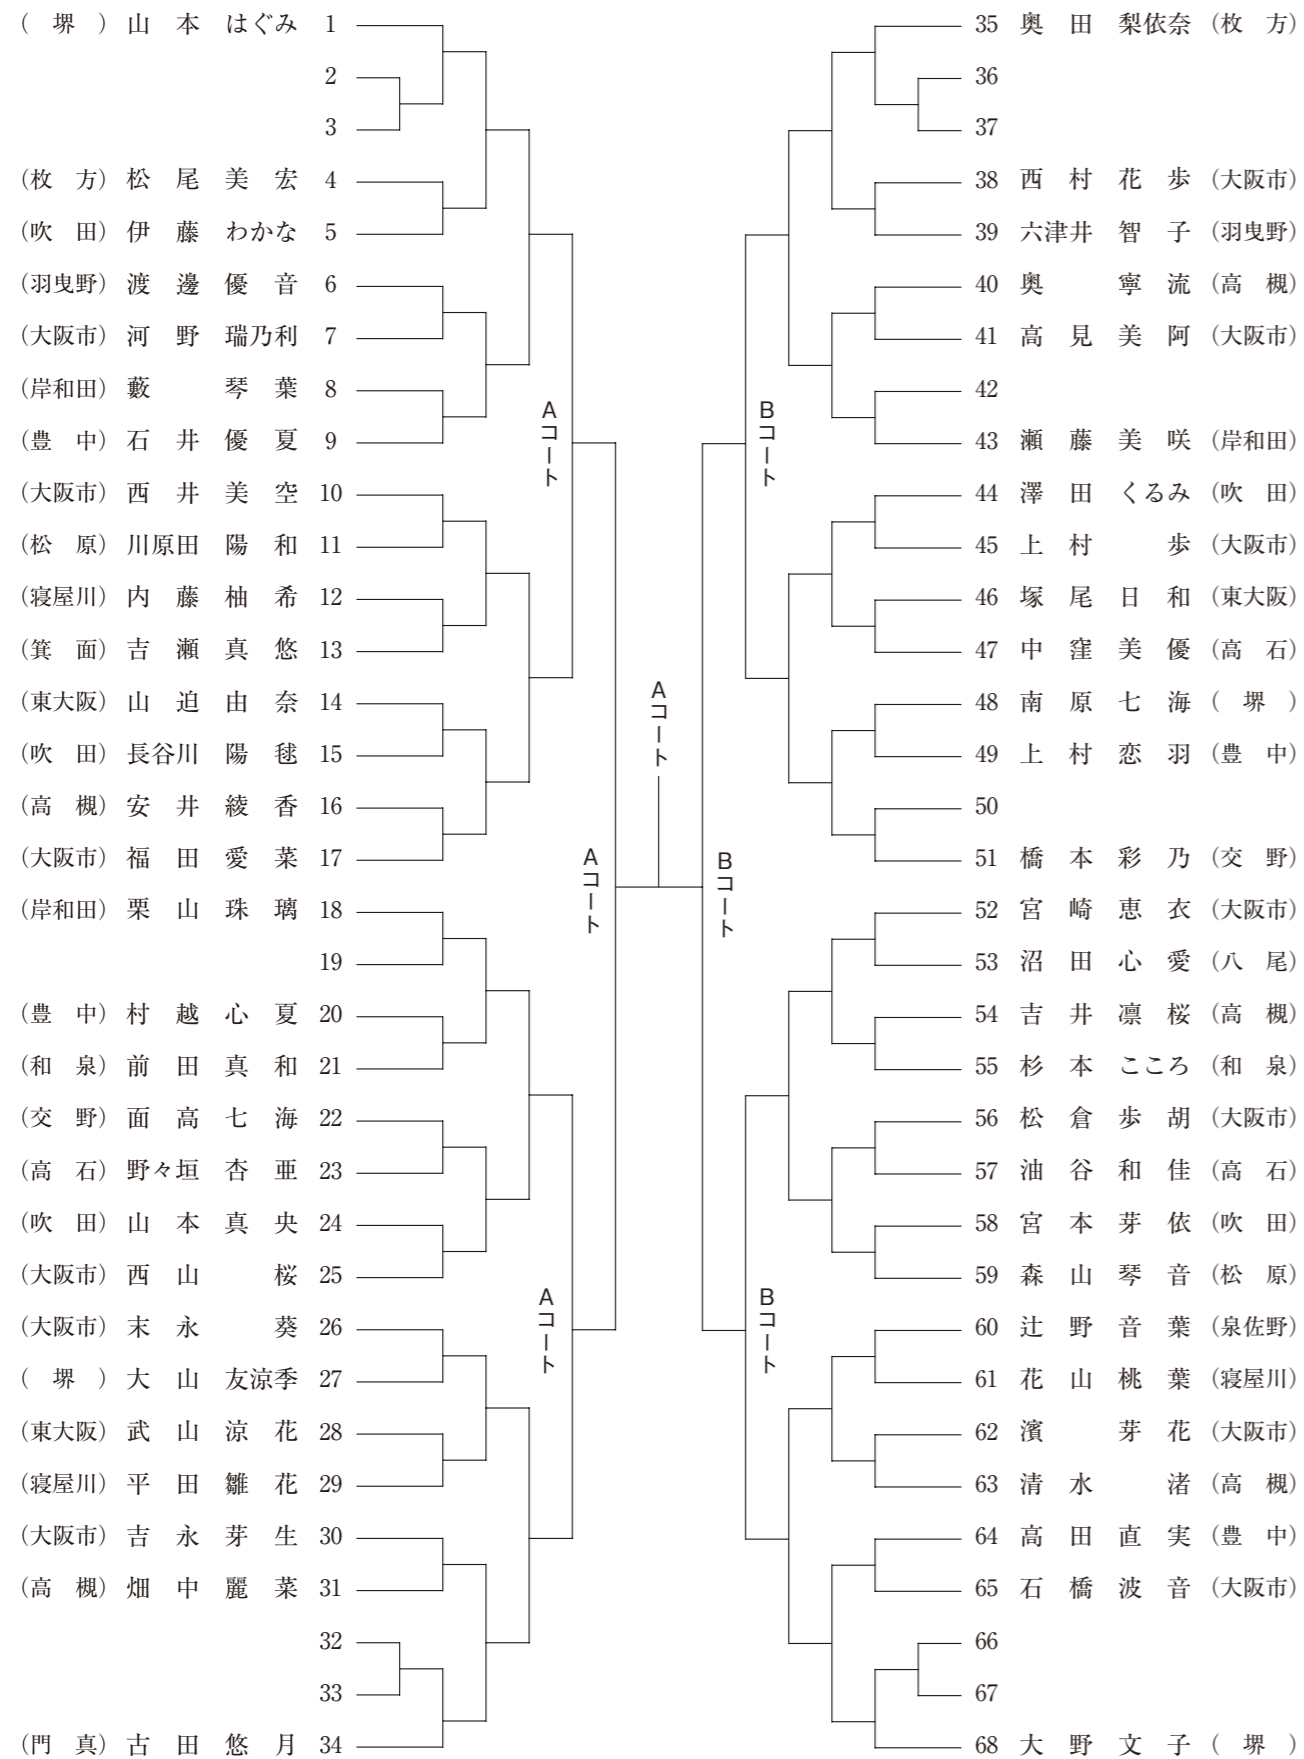 (　堺　) 山　本　はぐみ　1
2
3
(枚　方) 松　尾　美　宏　4
(吹　田) 伊　藤　わかな　5
(羽曳野) 渡　邊　優　音　6
(大阪市) 河　野　瑞乃利　7
(岸和田) 藪　　　琴　葉　8
(豊　中) 石　井　優　夏　9
(大阪市) 西　井　美　空　10
(松　原) 川原田　陽　和　11
(寝屋川) 内　藤　柚　希　12
(箕　面) 吉　瀬　真　悠　13
(東大阪) 山　迫　由　奈　14
(吹　田) 長谷川　陽　毬　15
(高　槻) 安　井　綾　香　16
(大阪市) 福　田　愛　菜　17
(岸和田) 栗　山　珠　璃　18
19
(豊　中) 村　越　心　夏　20
(和　泉) 前　田　真　和　21
(交　野) 面　高　七　海　22
(高　石) 野々垣　杏　亜　23
(吹　田) 山　本　真　央　24
(大阪市) 西　山　　　桜　25
(大阪市) 末　永　　　葵　26
(　堺　) 大　山　友涼季　27
(東大阪) 武　山　涼　花　28
(寝屋川) 平　田　雛　花　29
(大阪市) 吉　永　芽　生　30
(高　槻) 畑　中　麗　菜　31
32
33
(門　真) 古　田　悠　月　34
Aコート
Aコート
Aコート
Aコート
Bコート
Bコート
Bコート
35　奥　田　梨依奈　(枚　方)
36
37
38　西　村　花　歩　(大阪市)
39　六津井　智　子　(羽曳野)
40　奥　　　寧　流　(高　槻)
41　高　見　美　阿　(大阪市)
42
43　瀬　藤　美　咲　(岸和田)
44　澤　田　くるみ　(吹　田)
45　上　村　　　歩　(大阪市)
46　塚　尾　日　和　(東大阪)
47　中　窪　美　優　(高　石)
48　南　原　七　海　(　堺　)
49　上　村　恋　羽　(豊　中)
50
51　橋　本　彩　乃　(交　野)
52　宮　崎　恵　衣　(大阪市)
53　沼　田　心　愛　(八　尾)
54　吉　井　凛　桜　(高　槻)
55　杉　本　こころ　(和　泉)
56　松　倉　歩　胡　(大阪市)
57　油　谷　和　佳　(高　石)
58　宮　本　芽　依　(吹　田)
59　森　山　琴　音　(松　原)
60　辻　野　音　葉　(泉佐野)
61　花　山　桃　葉　(寝屋川)
62　濱　　　芽　花　(大阪市)
63　清　水　　　渚　(高　槻)
64　高　田　直　実　(豊　中)
65　石　橋　波　音　(大阪市)
66
67
68　大　野　文　子　(　堺　)